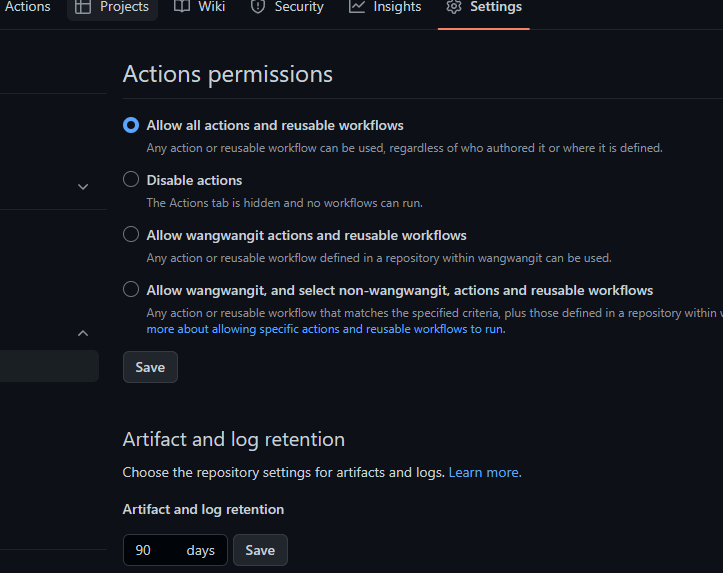 Actions Projects Wiki Security Insights Settings
Actions permissions
Allow all actions and reusable workflows
Any action or reusable workflow can be used, regardless of who authored it or where it is defined.
Disable actions
The Actions tab is hidden and no workflows can run.
Allow wangwangit actions and reusable workflows
Any action or reusable workflow defined in a repository within wangwangit can be used.
Allow wangwangit, and select non-wangwangit, actions and reusable workflows
Any action or reusable workflow that matches the specified criteria, plus those defined in a repository within
more about allowing specific actions and reusable workflows to run.
Save
Artifact and log retention
Choose the repository settings for artifacts and logs. Learn more.
Artifact and log retention
90 days Save